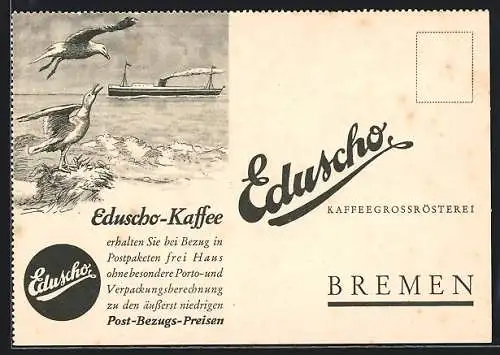 Eduscho-Kaffee
erhalten Sie bei Bezug in
Postpaketen frei Haus
ohne besondere Porto- und
Verpackungsberechnung
zu den äußerst niedrigen
Post-Bezugs-Preisen
Eduscho
Eduscho
KAFFEEGROSSRÖSTEREI
BREMEN